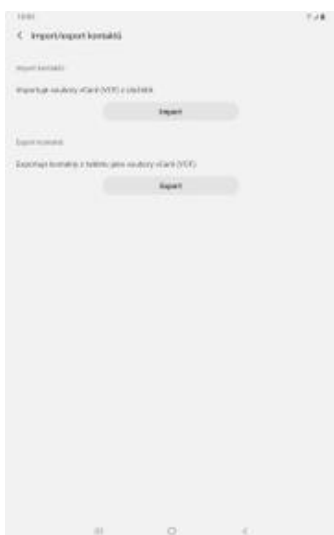 Import/export kontaktů
Import kontaktů
Importuje soubory vCard (VCF) z úložiště.
Import
Export kontaktů
Exportuje kontakty z tabletu jako soubory vCard (VCF).
Export